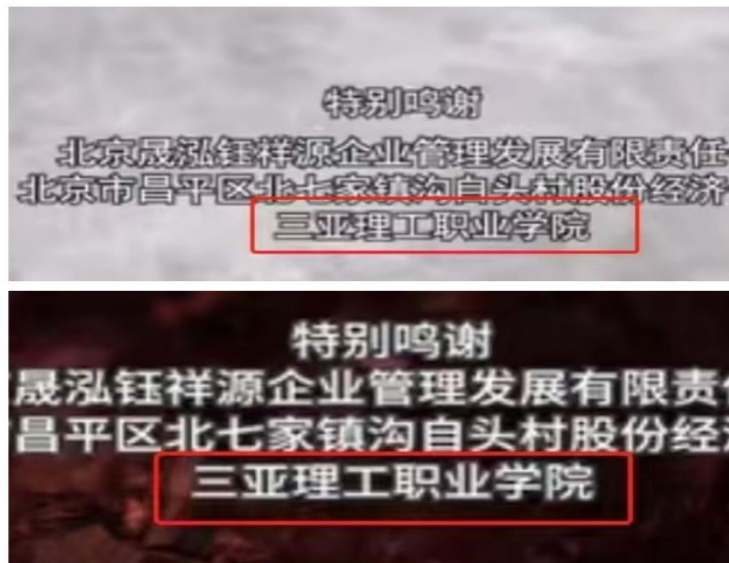 特别鸣谢
北京晟泓钰祥源企业管理发展有限责任
北京市昌平区北七家镇沟自头村股份经济
三亚理工职业学院
特别鸣谢
晟泓钰祥源企业管理发展有限责
昌平区北七家镇沟自头村股份经
三亚理工职业学院